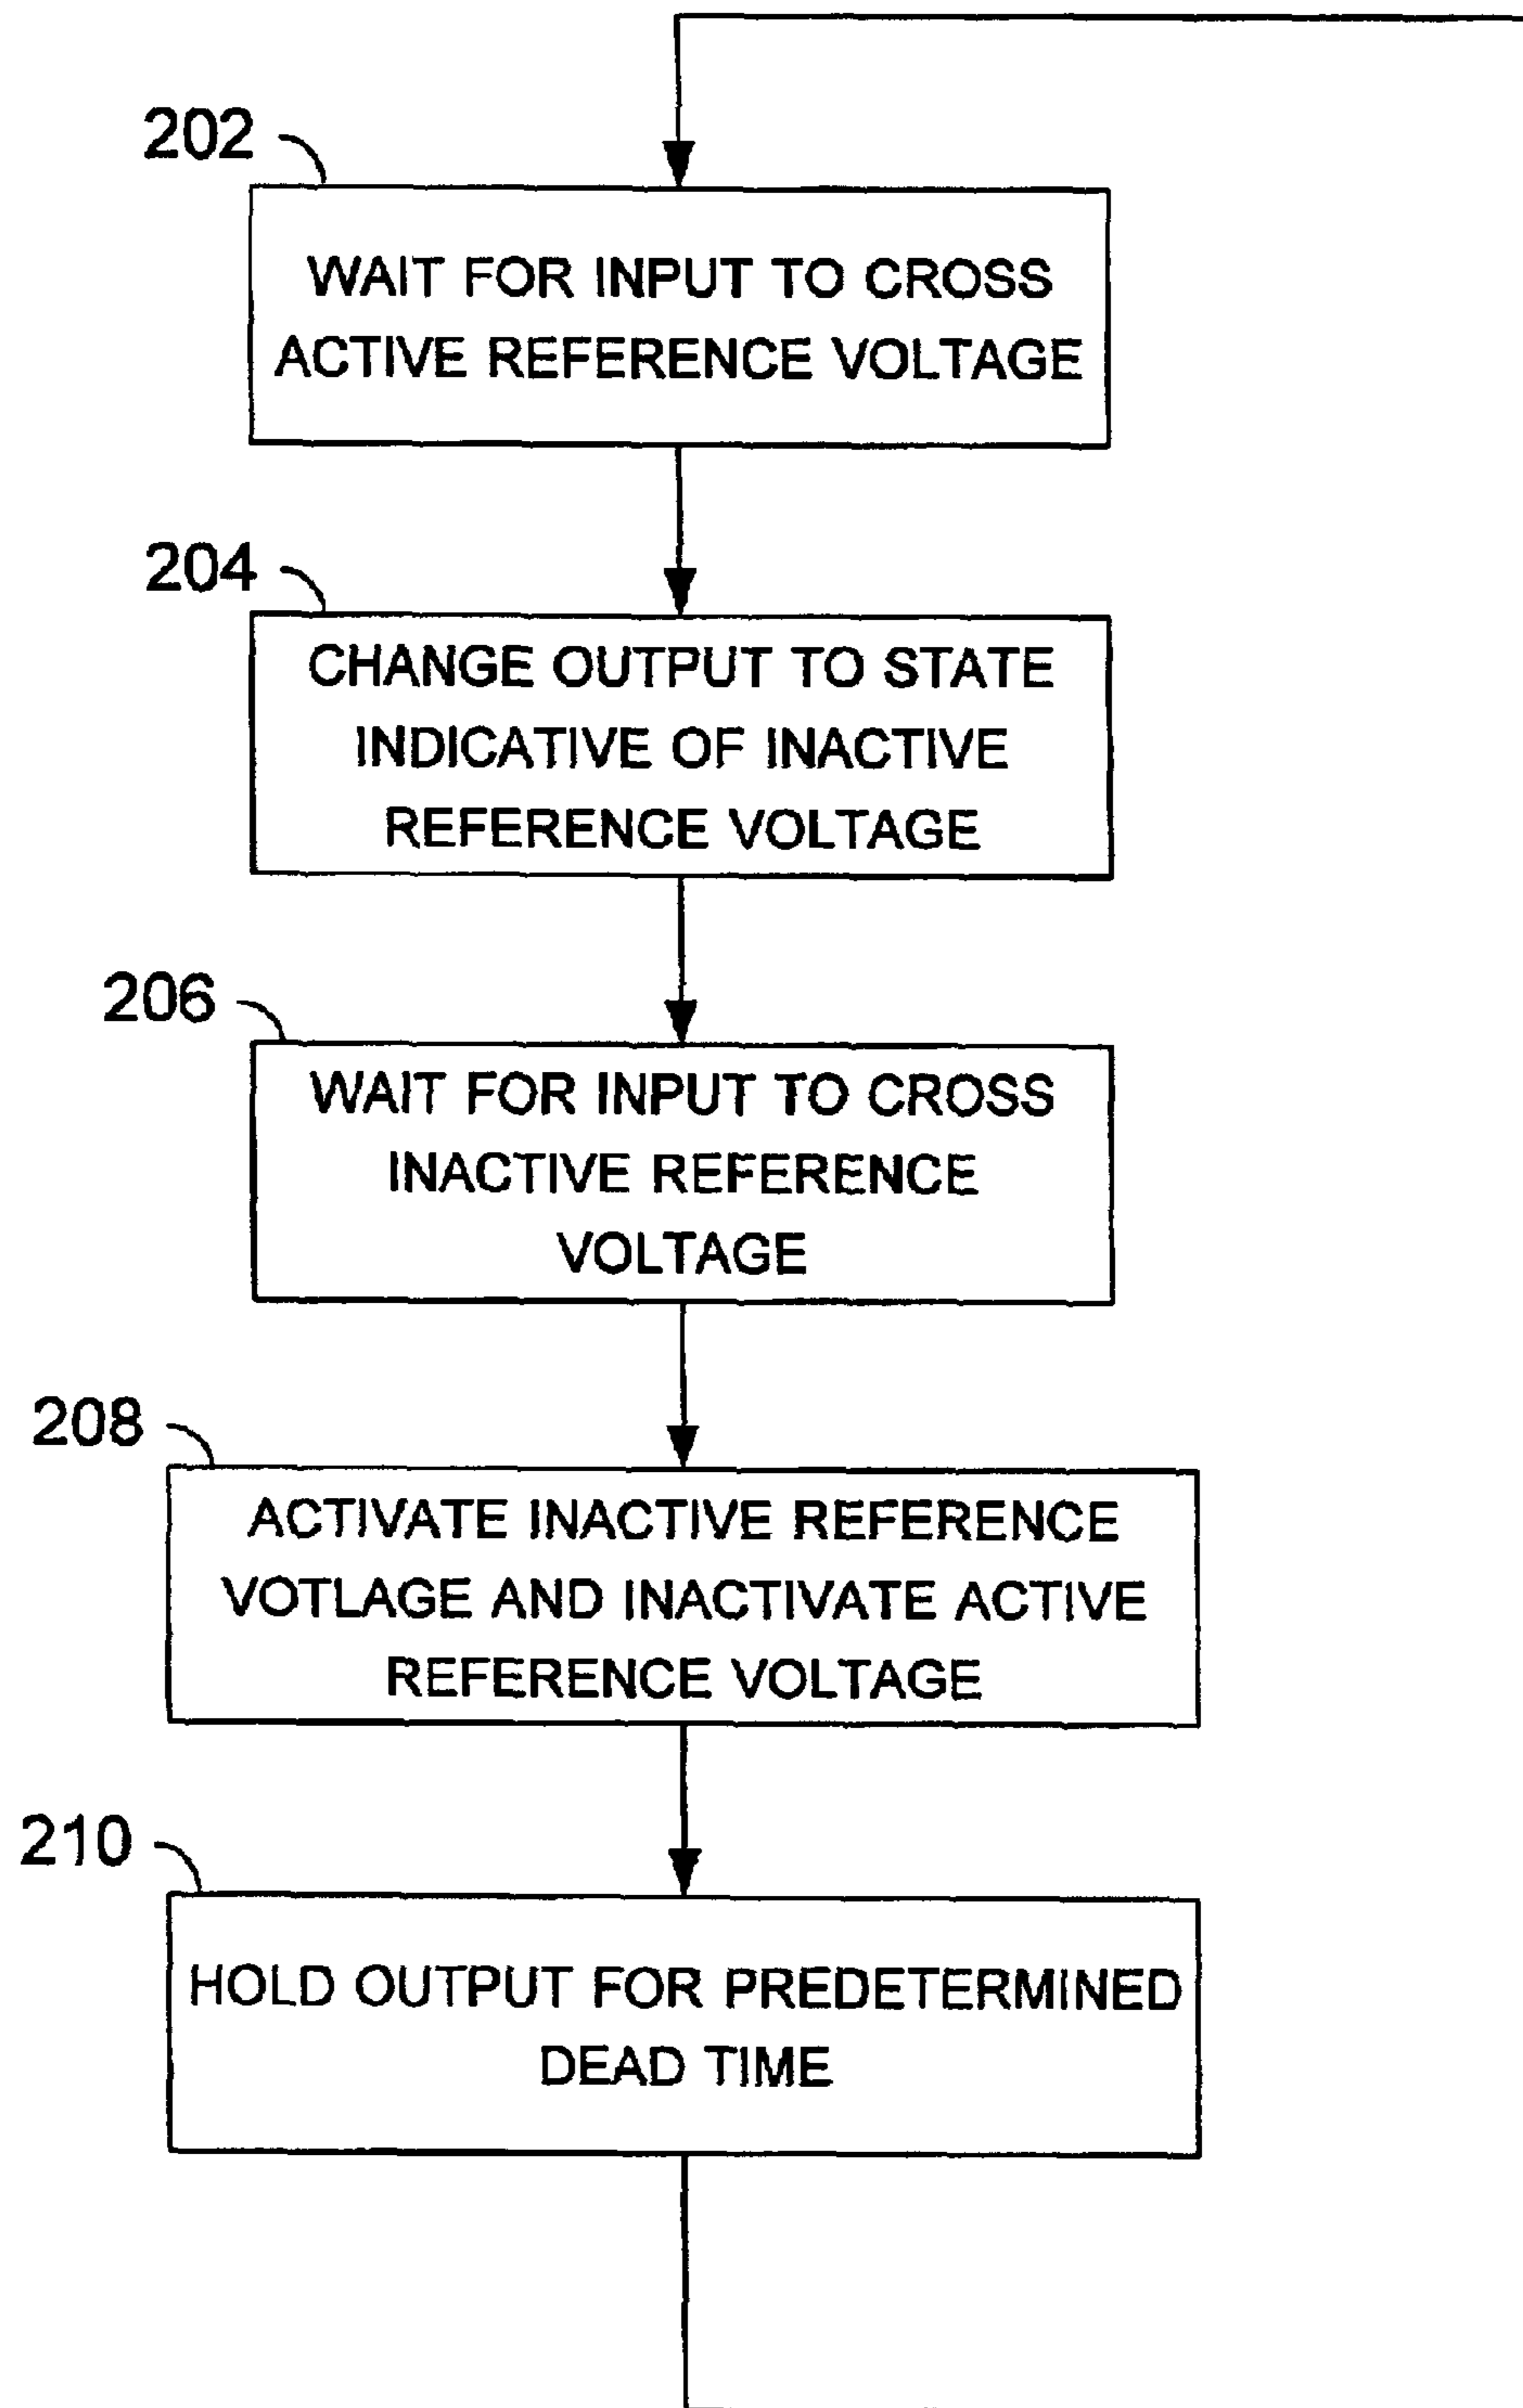 202
WAIT FOR INPUT TO CROSS
ACTIVE REFERENCE VOLTAGE
204
CHANGE OUTPUT TO STATE
INDICATIVE OF INACTIVE
REFERENCE VOLTAGE
206
WAIT FOR INPUT TO CROSS
INACTIVE REFERENCE
VOLTAGE
208
ACTIVATE INACTIVE REFERENCE
VOTLAGE AND INACTIVATE ACTIVE
REFERENCE VOLTAGE
210
HOLD OUTPUT FOR PREDETERMINED
DEAD TIME